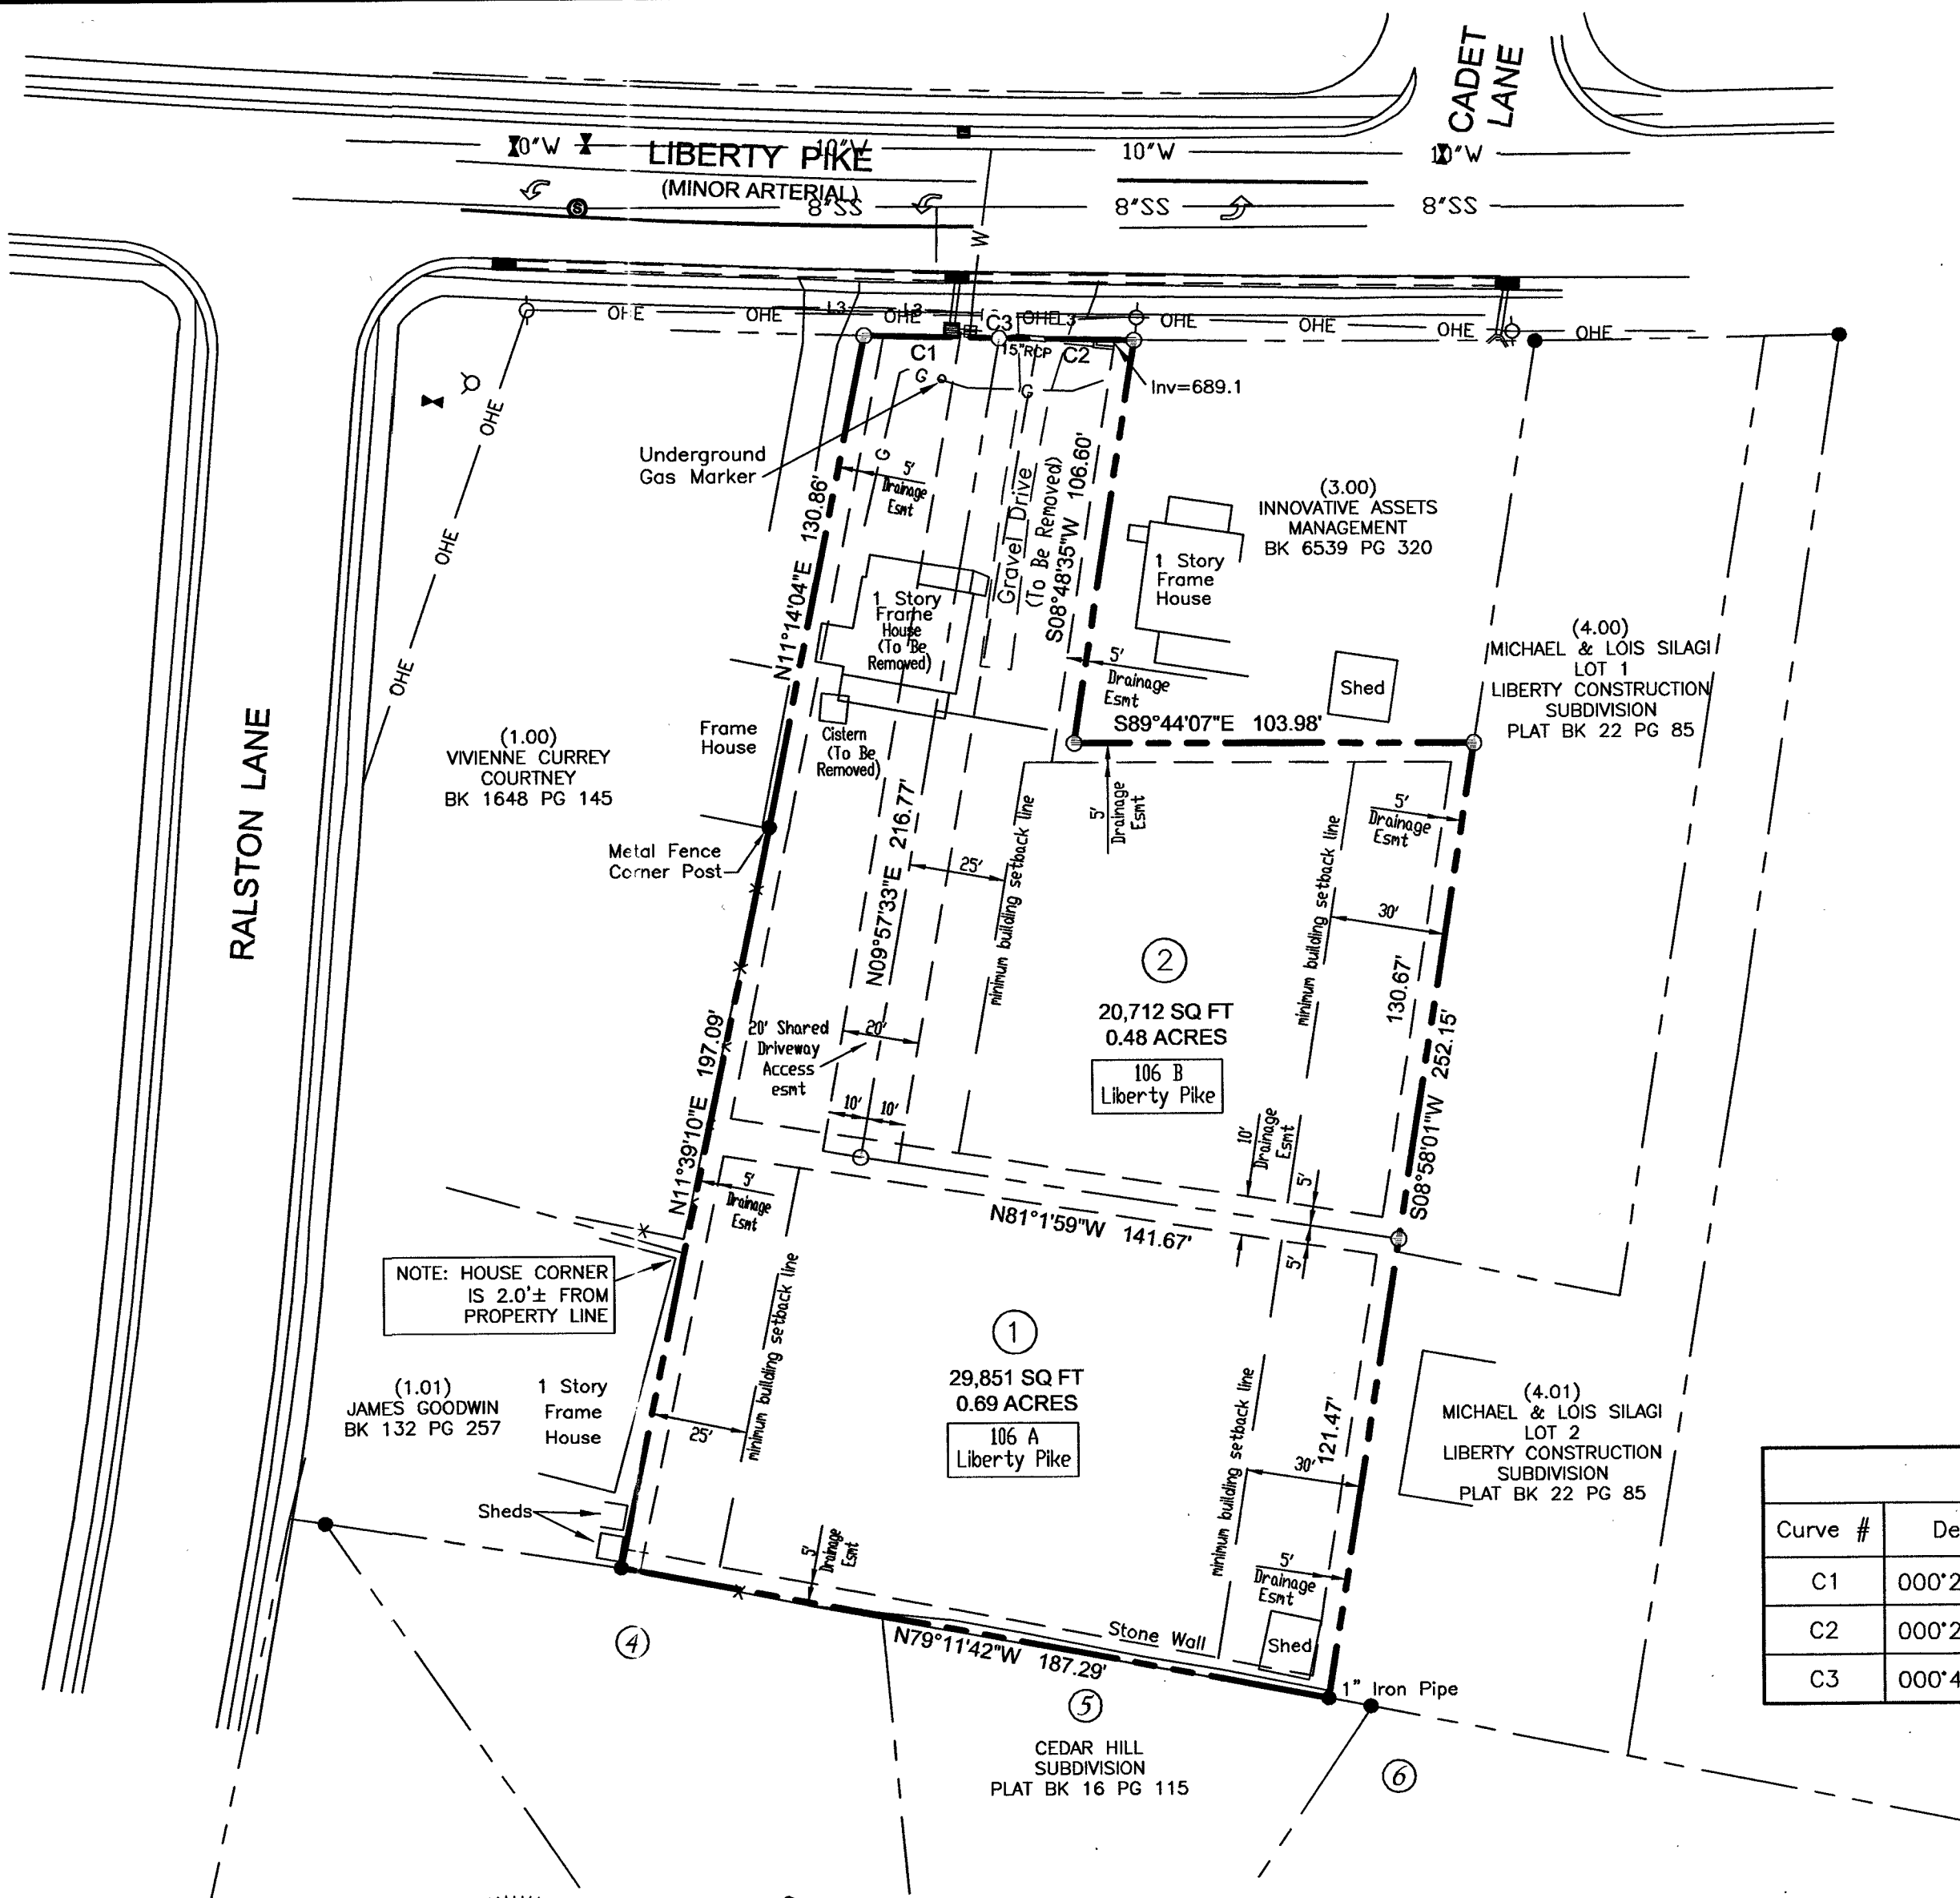 CADET
LANE
10"W
10"W
10"W
10"W
LIBERTY PIKE
(MINOR ARTERIAL)
8"SS
8"SS
8"SS
W
L3
L3
L3
OHE
OHE
OHE
OHE
OHE
OHE
OHE
OHE
C3
C1
15"RCP
C2
G
G
G
Inv=689.1
OHE
OHE
OHE
Underground
Gas Marker
5'
Drainage
Esmt
Gravel Drive
(To Be Removed)
S08°48'35"W 106.60'
N11°14'04"E 130.86'
(3.00)
INNOVATIVE ASSETS
MANAGEMENT
BK 6539 PG 320
1 Story
Frame
House
1 Story
Frame
House
(To Be
Removed)
(4.00)
MICHAEL & LOIS SILAGI
LOT 1
LIBERTY CONSTRUCTION
SUBDIVISION
PLAT BK 22 PG 85
5'
Drainage
Esmt
Shed
S89°44'07"E 103.98'
RALSTON LANE
(1.00)
VIVIENNE CURREY
COURTNEY
BK 1648 PG 145
Frame
House
Cistern
(To Be
Removed)
Metal Fence
Corner Post
N09°57'33"E 216.77'
25'
minimum building setback line
5'
Drainage
Esmt
5'
Drainage
Esmt
minimum building setback line
30'
130.67'
S08°58'01"W 252.15'
2
20,712 SQ FT
0.48 ACRES
106 B
Liberty Pike
N11°39'10"E 197.09'
20' Shared
Driveway
Access
esmt
20'
10'
10'
10'
Drainage
Esmt
5'
5'
5'
Drainage
Esmt
N81°1'59"W 141.67'
NOTE: HOUSE CORNER
IS 2.0'± FROM
PROPERTY LINE
minimum building setback line
25'
1
29,851 SQ FT
0.69 ACRES
106 A
Liberty Pike
minimum building setback line
30'
121.47'
(1.01)
JAMES GOODWIN
BK 132 PG 257
1 Story
Frame
House
(4.01)
MICHAEL & LOIS SILAGI
LOT 2
LIBERTY CONSTRUCTION
SUBDIVISION
PLAT BK 22 PG 85
Sheds
5'
Drainage
Esmt
5'
Drainage
Esmt
Stone Wall
Shed
N79°11'42"W 187.29'
1" Iron Pipe
4
5
6
CEDAR HILL
SUBDIVISION
PLAT BK 16 PG 115
Curve # De
C1 000°2
C2 000°2
C3 000°4